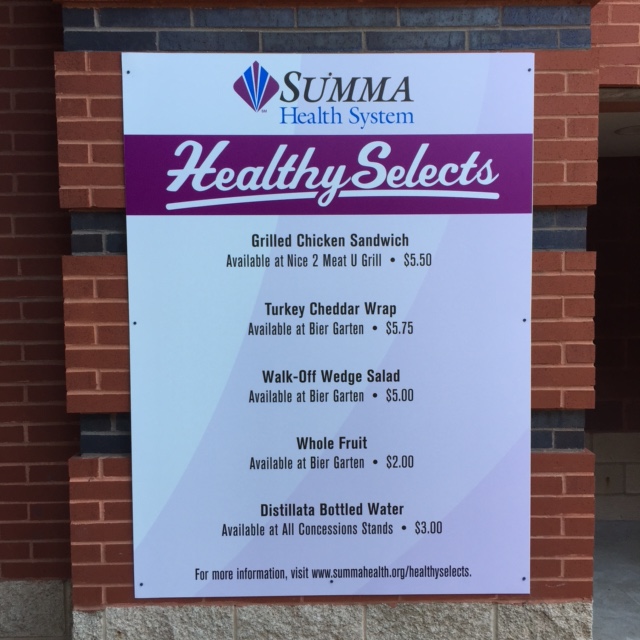 SUMMA
Health System
Healthy Selects
Grilled Chicken Sandwich
Available at Nice 2 Meat U Grill • $5.50
Turkey Cheddar Wrap
Available at Bier Garten • $5.75
Walk-Off Wedge Salad
Available at Bier Garten • $5.00
Whole Fruit
Available at Bier Garten • $2.00
Distillata Bottled Water
Available at All Concessions Stands • $3.00
For more information, visit www.summahealth.org/healthyselects.